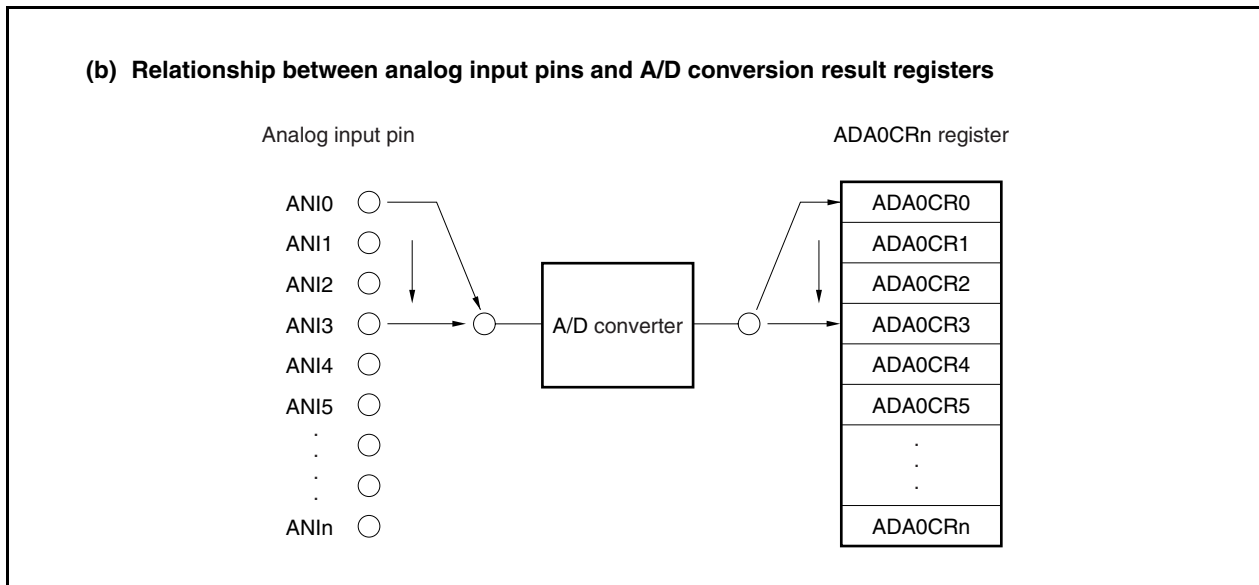 (b) Relationship between analog input pins and A/D conversion result registers
Analog input pin
ADA0CRn register
ANI0
ANI1
ANI2
ANI3
ANI4
ANI5
.
.
.
.
ANIn
A/D converter
ADA0CR0
ADA0CR1
ADA0CR2
ADA0CR3
ADA0CR4
ADA0CR5
.
.
.
ADA0CRn